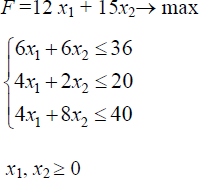 F = 12 x₁ + 15x₂ → max
6x₁ + 6x₂ ≤ 36
4x₁ + 2x₂ ≤ 20
4x₁ + 8x₂ ≤ 40
x₁, x₂ ≥ 0